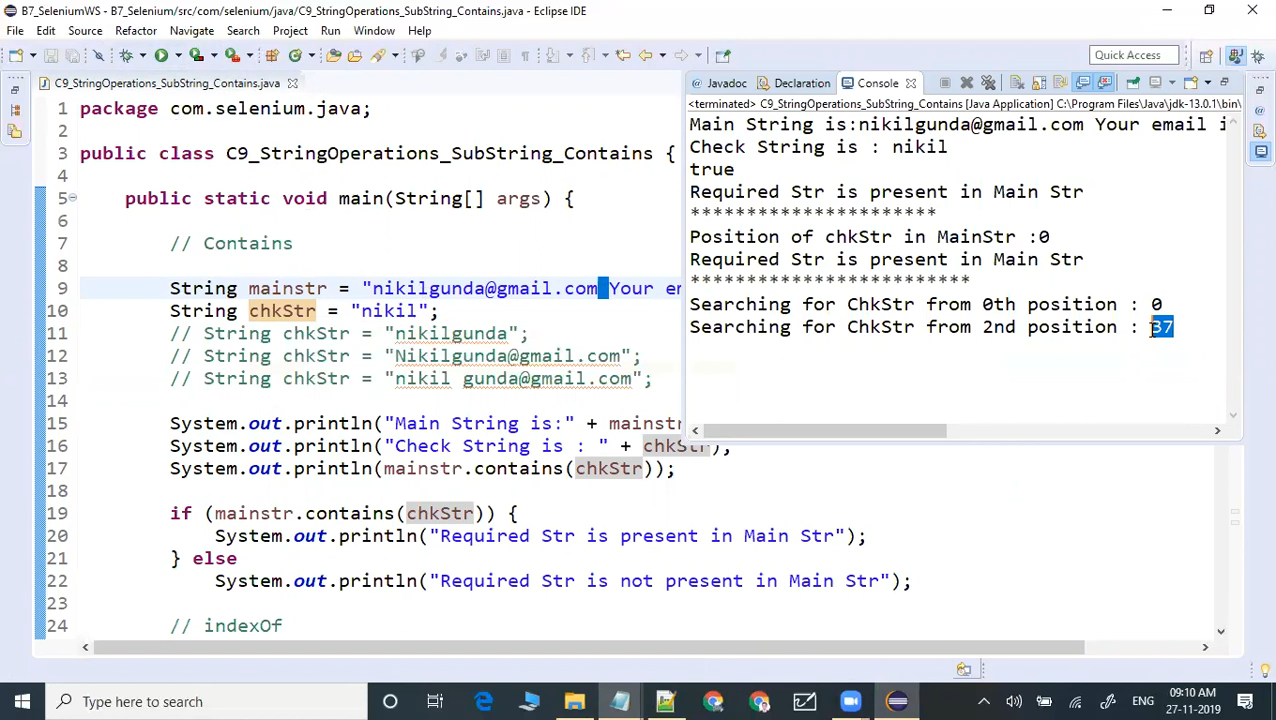 B7_SeleniumWS - B7_Selenium/src/com/selenium/java/C9_StringOperations_SubString_Contains.java - Eclipse IDE
File Edit Source Refactor Navigate Search Project Run Window Help
Quick Access
C9_StringOperations_SubString_Contains.java
1 package com.selenium.java;
2
3 public class C9_StringOperations_SubString_Contains {
4
5 public static void main(String[] args) {
6
7 // Contains
8
9 String mainstr = "nikilgunda@gmail.com Your em
10 String chkStr = "nikil";
11 // String chkStr = "nikilgunda";
12 // String chkStr = "Nikilgunda@gmail.com";
13 // String chkStr = "nikil gunda@gmail.com";
14
15 System.out.println("Main String is:" + mainstr
16 System.out.println("Check String is : " + chkStr);
17 System.out.println(mainstr.contains(chkStr));
18
19 if (mainstr.contains(chkStr)) {
20 System.out.println("Required Str is present in Main Str");
21 } else
22 System.out.println("Required Str is not present in Main Str");
23
24 // indexOf
Javadoc Declaration Console
<terminated> C9_StringOperations_SubString_Contains [Java Application] C:\Program Files\Java\jdk-13.0.1\bin\
Main String is:nikilgunda@gmail.com Your email i
Check String is : nikil
true
Required Str is present in Main Str
**********************
Position of chkStr in MainStr :0
Required Str is present in Main Str
*************************
Searching for ChkStr from 0th position : 0
Searching for ChkStr from 2nd position : 37
Type here to search
ENG
09:10 AM
27-11-2019